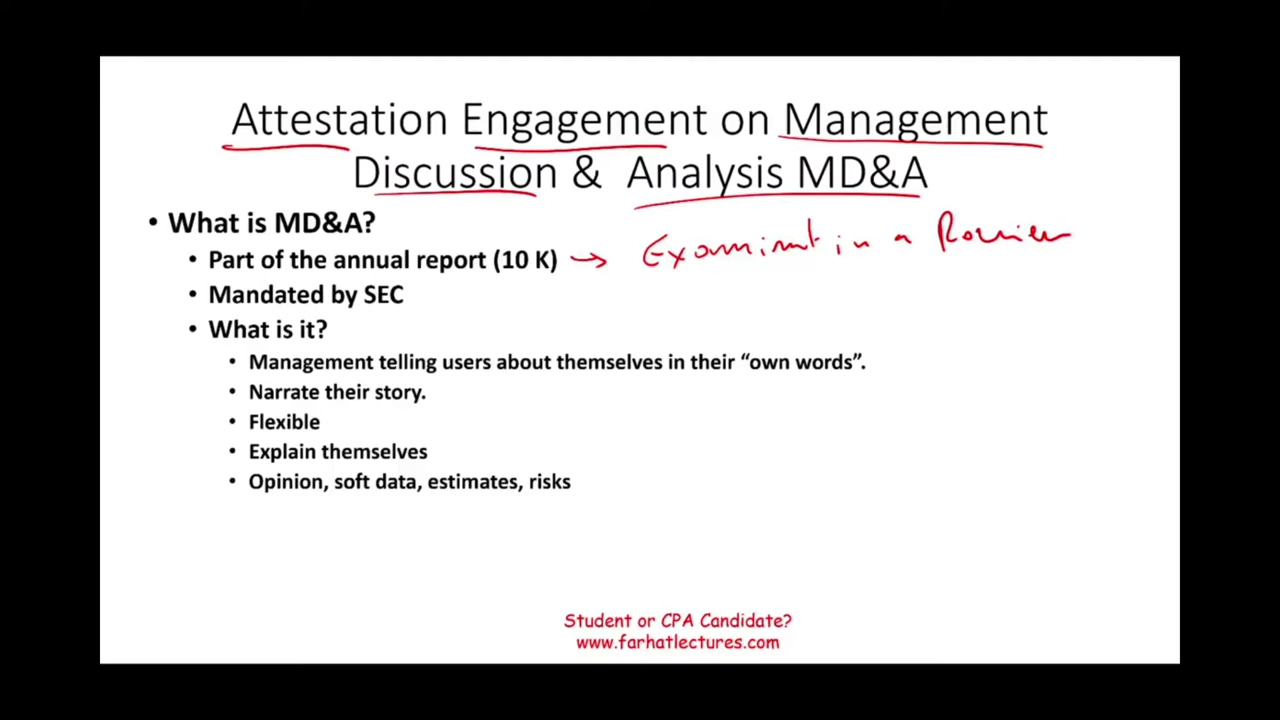 Attestation Engagement on Management
Discussion & Analysis MD&A
• What is MD&A?
• Part of the annual report (10 K) → in a
• Mandated by SEC
• What is it?
• Management telling users about themselves in their “own words”.
• Narrate their story.
• Flexible
• Explain themselves
• Opinion, soft data, estimates, risks
Student or CPA Candidate?
www.farhatlectures.com